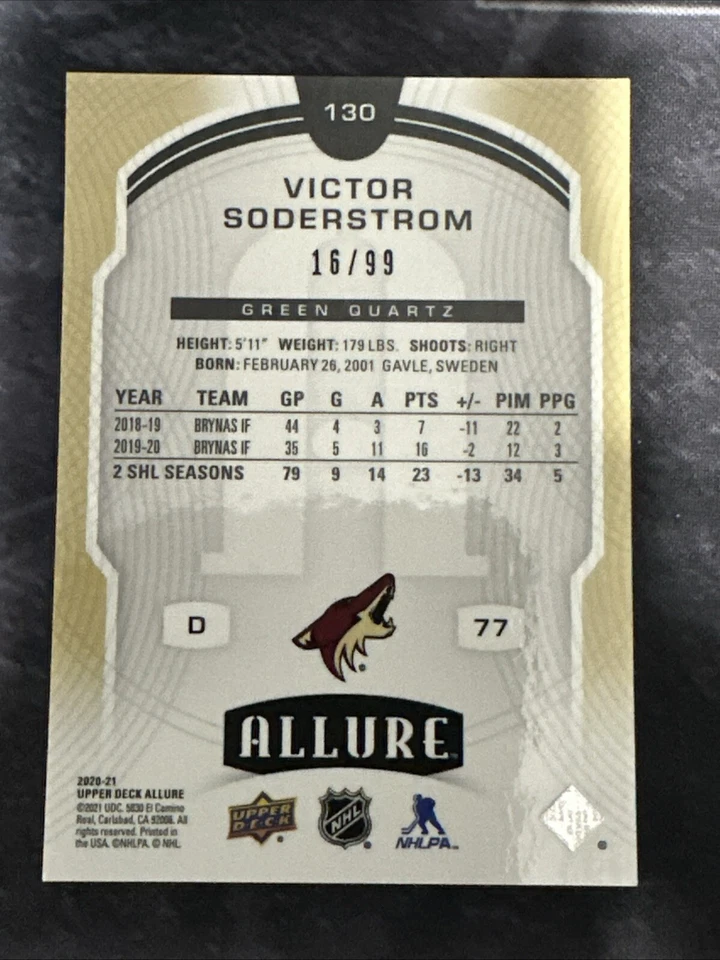 130
VICTOR
SODERSTROM
16/99
GREEN QUARTZ
HEIGHT: 5'11" WEIGHT: 179 LBS. SHOOTS: RIGHT
BORN: FEBRUARY 26, 2001 GAVLE, SWEDEN
YEAR TEAM GP G A PTS +/- PIM PPG
2018-19 BRYNAS IF 44 4 3 7 -11 22 2
2019-20 BRYNAS IF 35 5 11 16 -2 12 3
2 SHL SEASONS 79 9 14 23 -13 34 5
D 77
ALLURE™
2020-21
UPPER DECK ALLURE
©2021 UDC. 5830 El Camino
Real, Carlsbad, CA 92008. All
rights reserved. Printed in
the USA. ©NHLPA. © NHL.
UPPER DECK
NHL
NHLPA